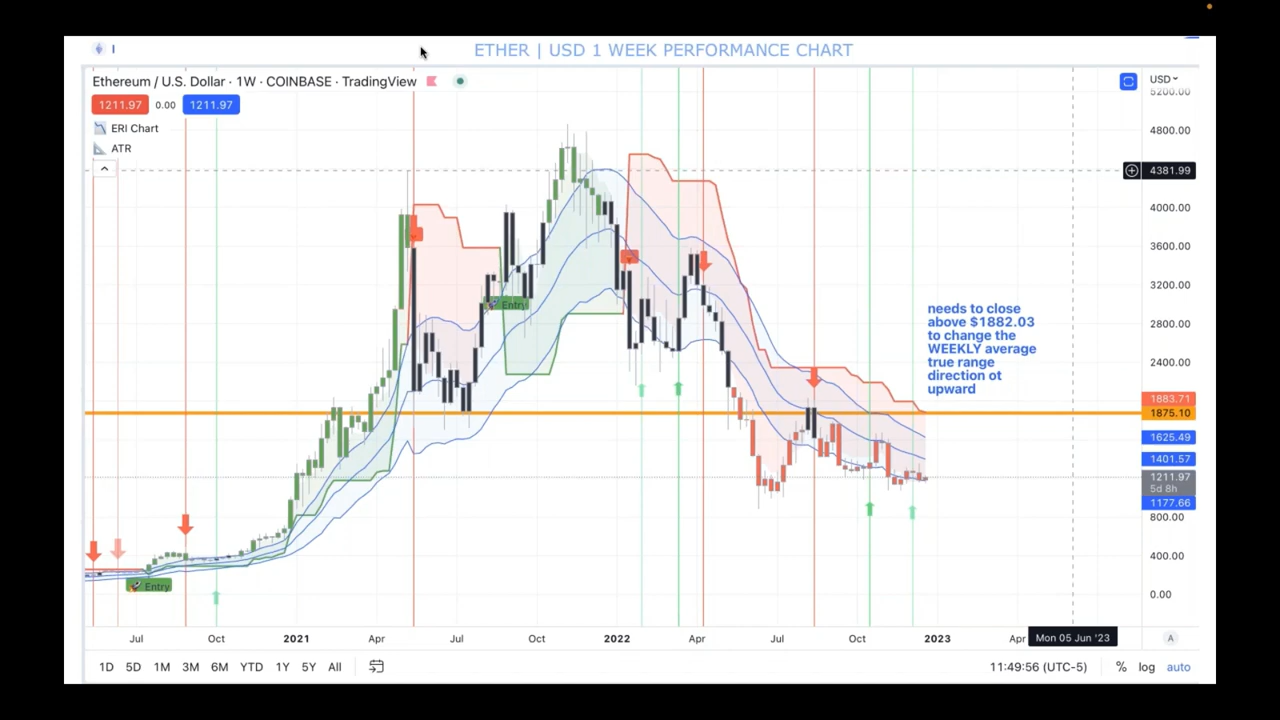 I
ETHER | USD 1 WEEK PERFORMANCE CHART
Ethereum / U.S. Dollar · 1W · COINBASE · TradingView
1211.97 0.00 1211.97
ERI Chart
ATR
USD
5200.00
4800.00
4381.99
4000.00
3600.00
3200.00
2800.00
2400.00
1883.71
1875.10
1625.49
1401.57
1211.97
5d 8h
1177.66
800.00
400.00
0.00
needs to close
above $1882.03
to change the
WEEKLY average
true range
direction ot
upward
Entry
Entry
Jul Oct 2021 Apr Jul Oct 2022 Apr Jul Oct 2023 Apr Mon 05 Jun '23 A
1D 5D 1M 3M 6M YTD 1Y 5Y All 11:49:56 (UTC-5) % log auto